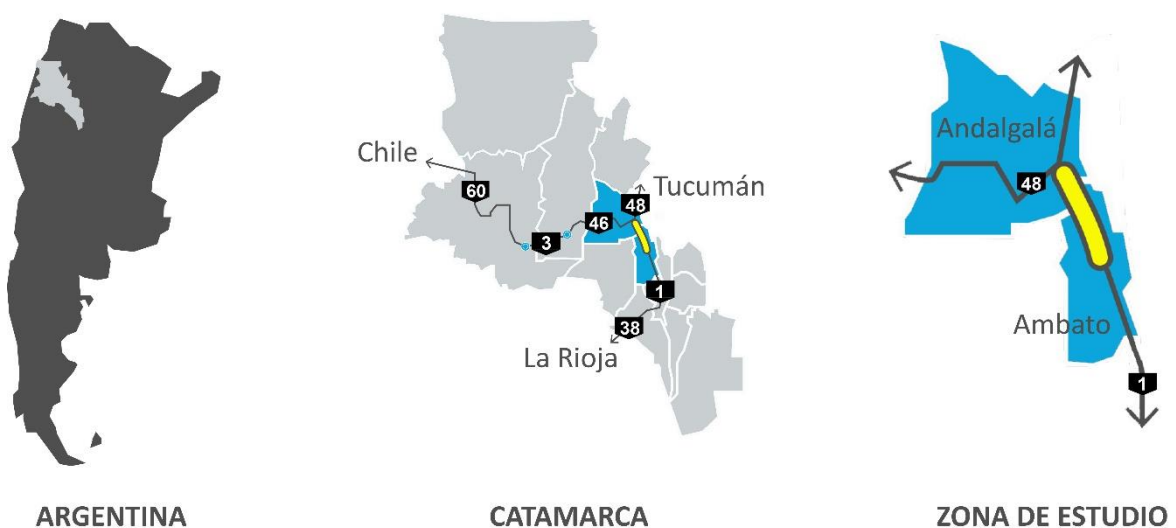 Chile
60
Tucumán
48
46
3
1
38
La Rioja
Andalgalá
48
Ambato
1
ARGENTINA
CATAMARCA
ZONA DE ESTUDIO